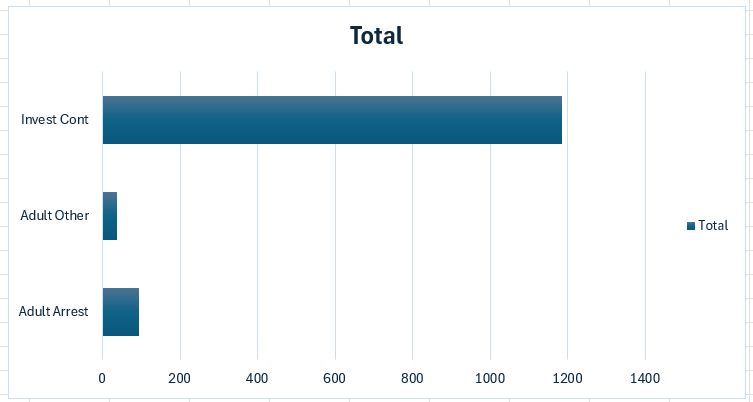 Total
Invest Cont
Adult Other
Total
Adult Arrest
0 200 400 600 800 1000 1200 1400